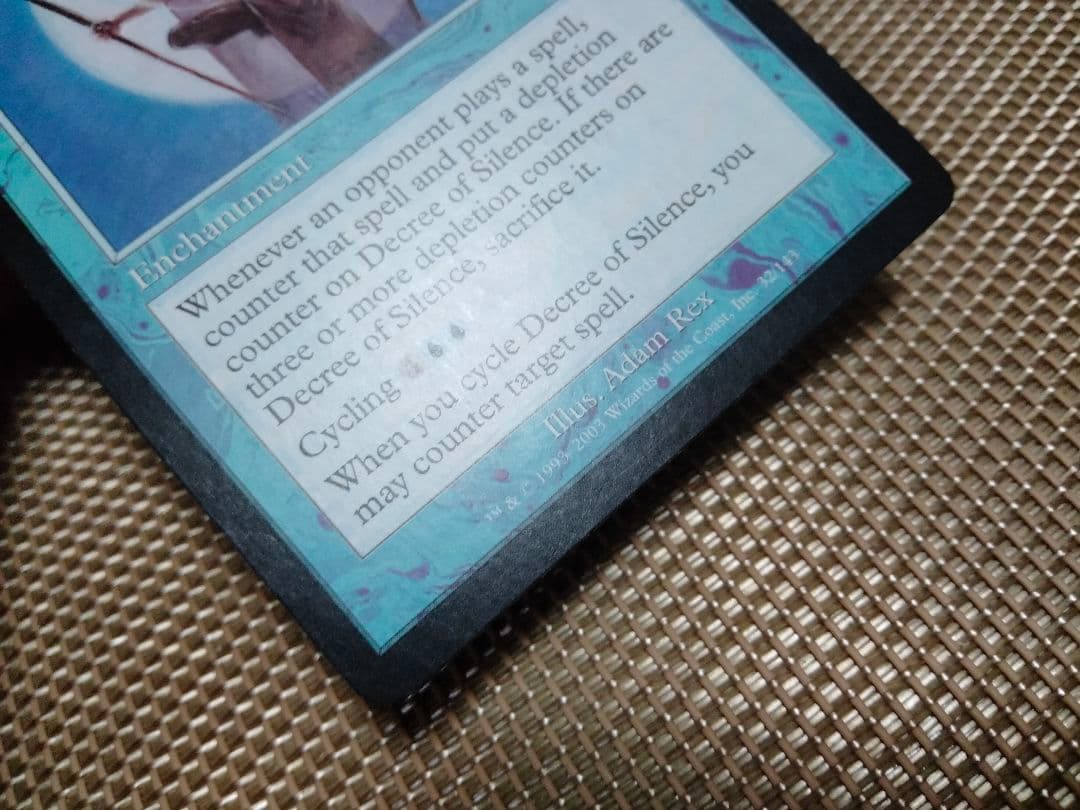 Enchantment
Whenever an opponent plays a spell,
counter that spell and put a depletion
counter on Decree of Silence. If there are
three or more depletion counters on
Decree of Silence, sacrifice it.
Cycling
When you cycle Decree of Silence, you
may counter target spell.
Illus. Adam Rex
™ & © 1993–2003 Wizards of the Coast, Inc. 32/143